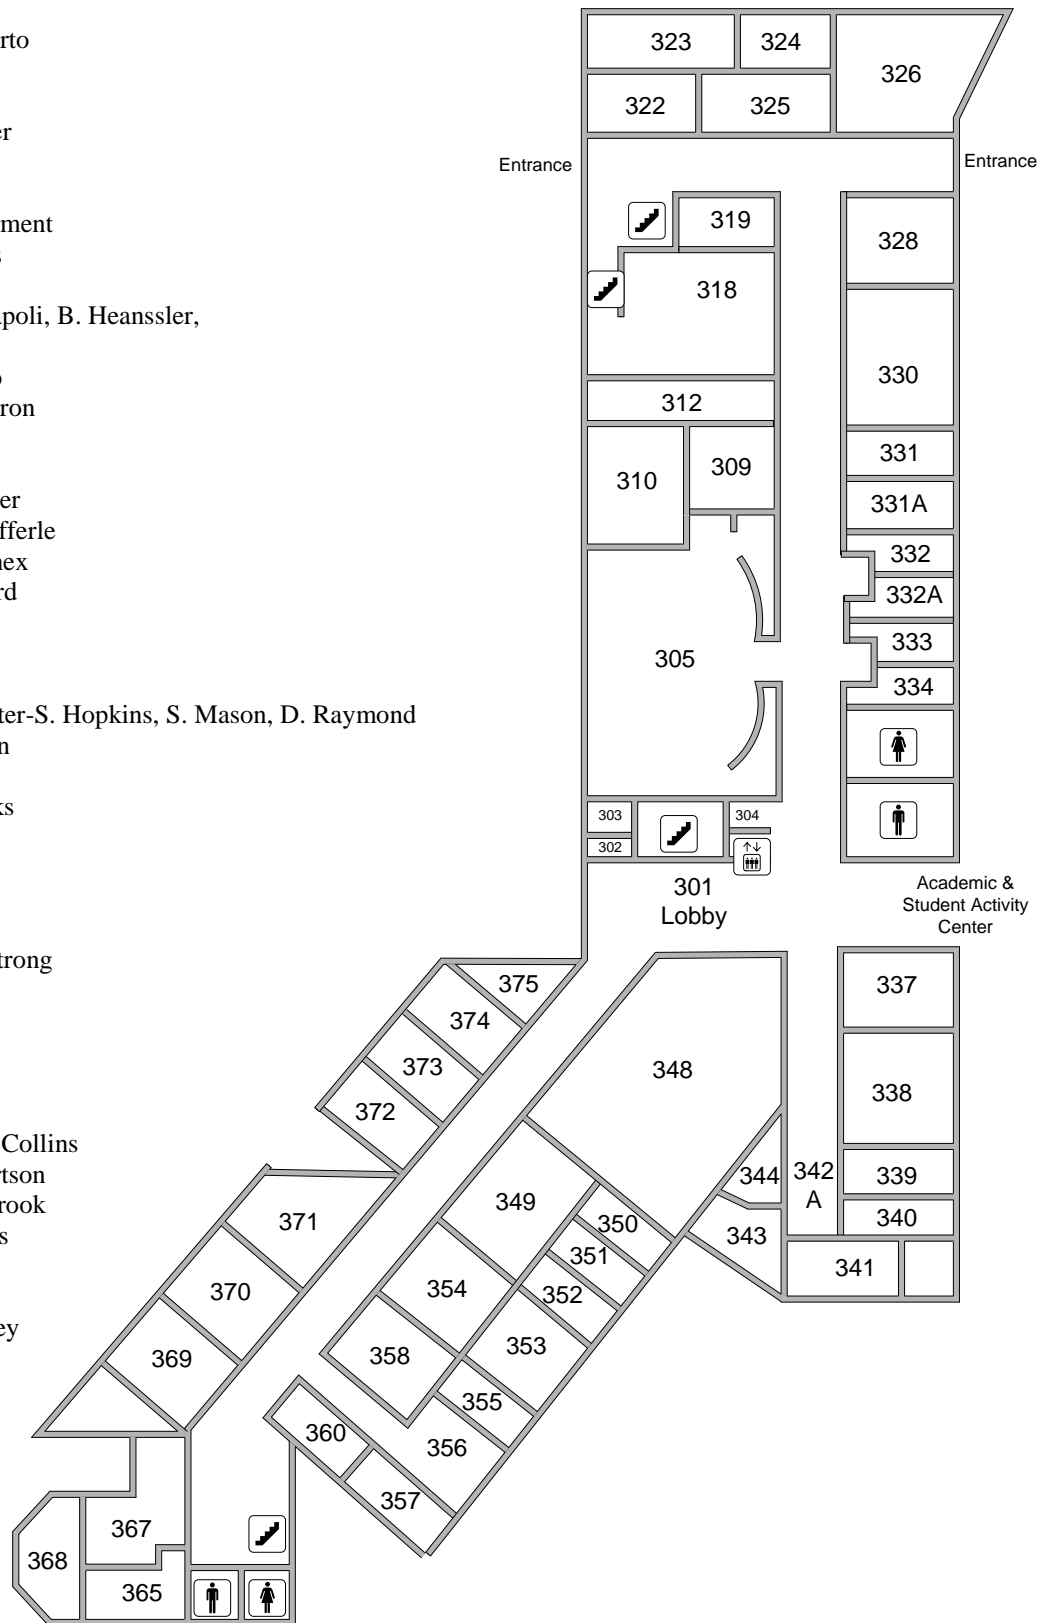 rto
er
ment
s
apoli, B. Heanssler,
o
ron
er
fferle
nex
rd
ter-S. Hopkins, S. Mason, D. Raymond
n
ks
trong
Collins
rtson
rook
s
ey
323
324
326
322
325
Entrance
Entrance
319
328
318
330
312
331
310
309
331A
332
332A
333
305
334
303
304
302
301
Lobby
Academic &
Student Activity
Center
375
374
373
372
337
348
338
344
342
A
339
340
343
341
371
349
350
351
370
354
352
353
369
358
355
360
356
357
367
368
365